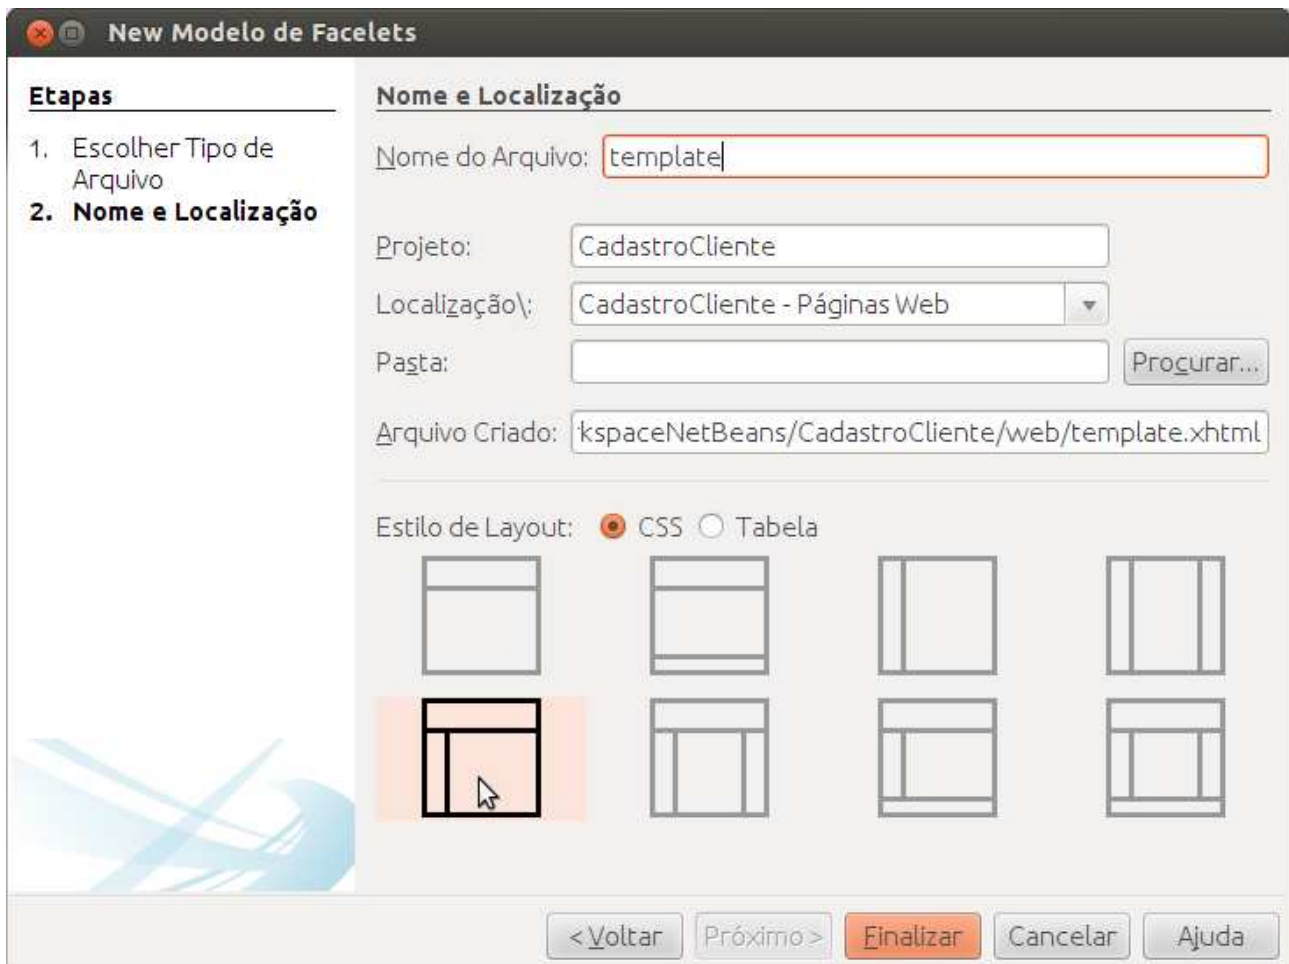 New Modelo de Facelets
Etapas
1. Escolher Tipo de
Arquivo
2. Nome e Localização
Nome e Localização
Nome do Arquivo: template
Projeto: CadastroCliente
Localização\: CadastroCliente - Páginas Web
Pasta: Procurar...
Arquivo Criado: kspaceNetBeans/CadastroCliente/web/template.xhtml
Estilo de Layout: CSS Tabela
< Voltar Próximo > Finalizar Cancelar Ajuda